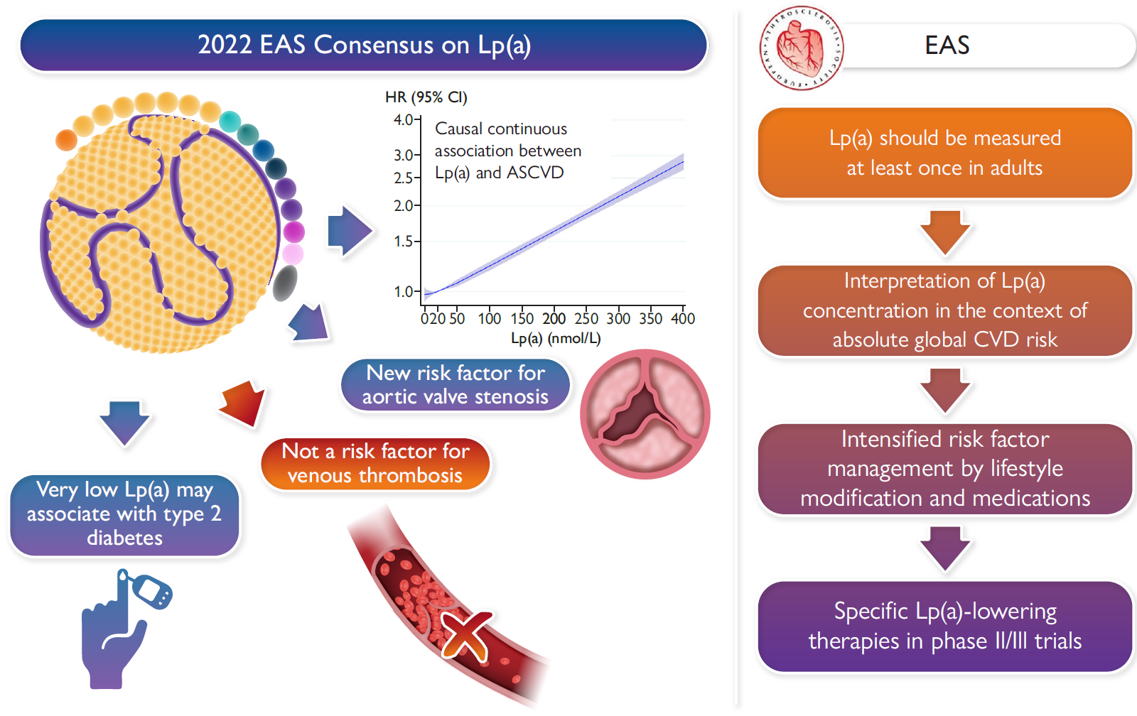 2022 EAS Consensus on Lp(a)
HR (95% CI)
4.0
3.0
2.5
2.0
1.5
1.0
Causal continuous
association between
Lp(a) and ASCVD
0 20 50 100 150 200 250 300 350 400
Lp(a) (nmol/L)
New risk factor for
aortic valve stenosis
Not a risk factor for
venous thrombosis
Very low Lp(a) may
associate with type 2
diabetes
EUROPEAN • ATHEROSCLEROSIS • SOCIETY •
EAS
Lp(a) should be measured
at least once in adults
Interpretation of Lp(a)
concentration in the context of
absolute global CVD risk
Intensified risk factor
management by lifestyle
modification and medications
Specific Lp(a)-lowering
therapies in phase II/III trials